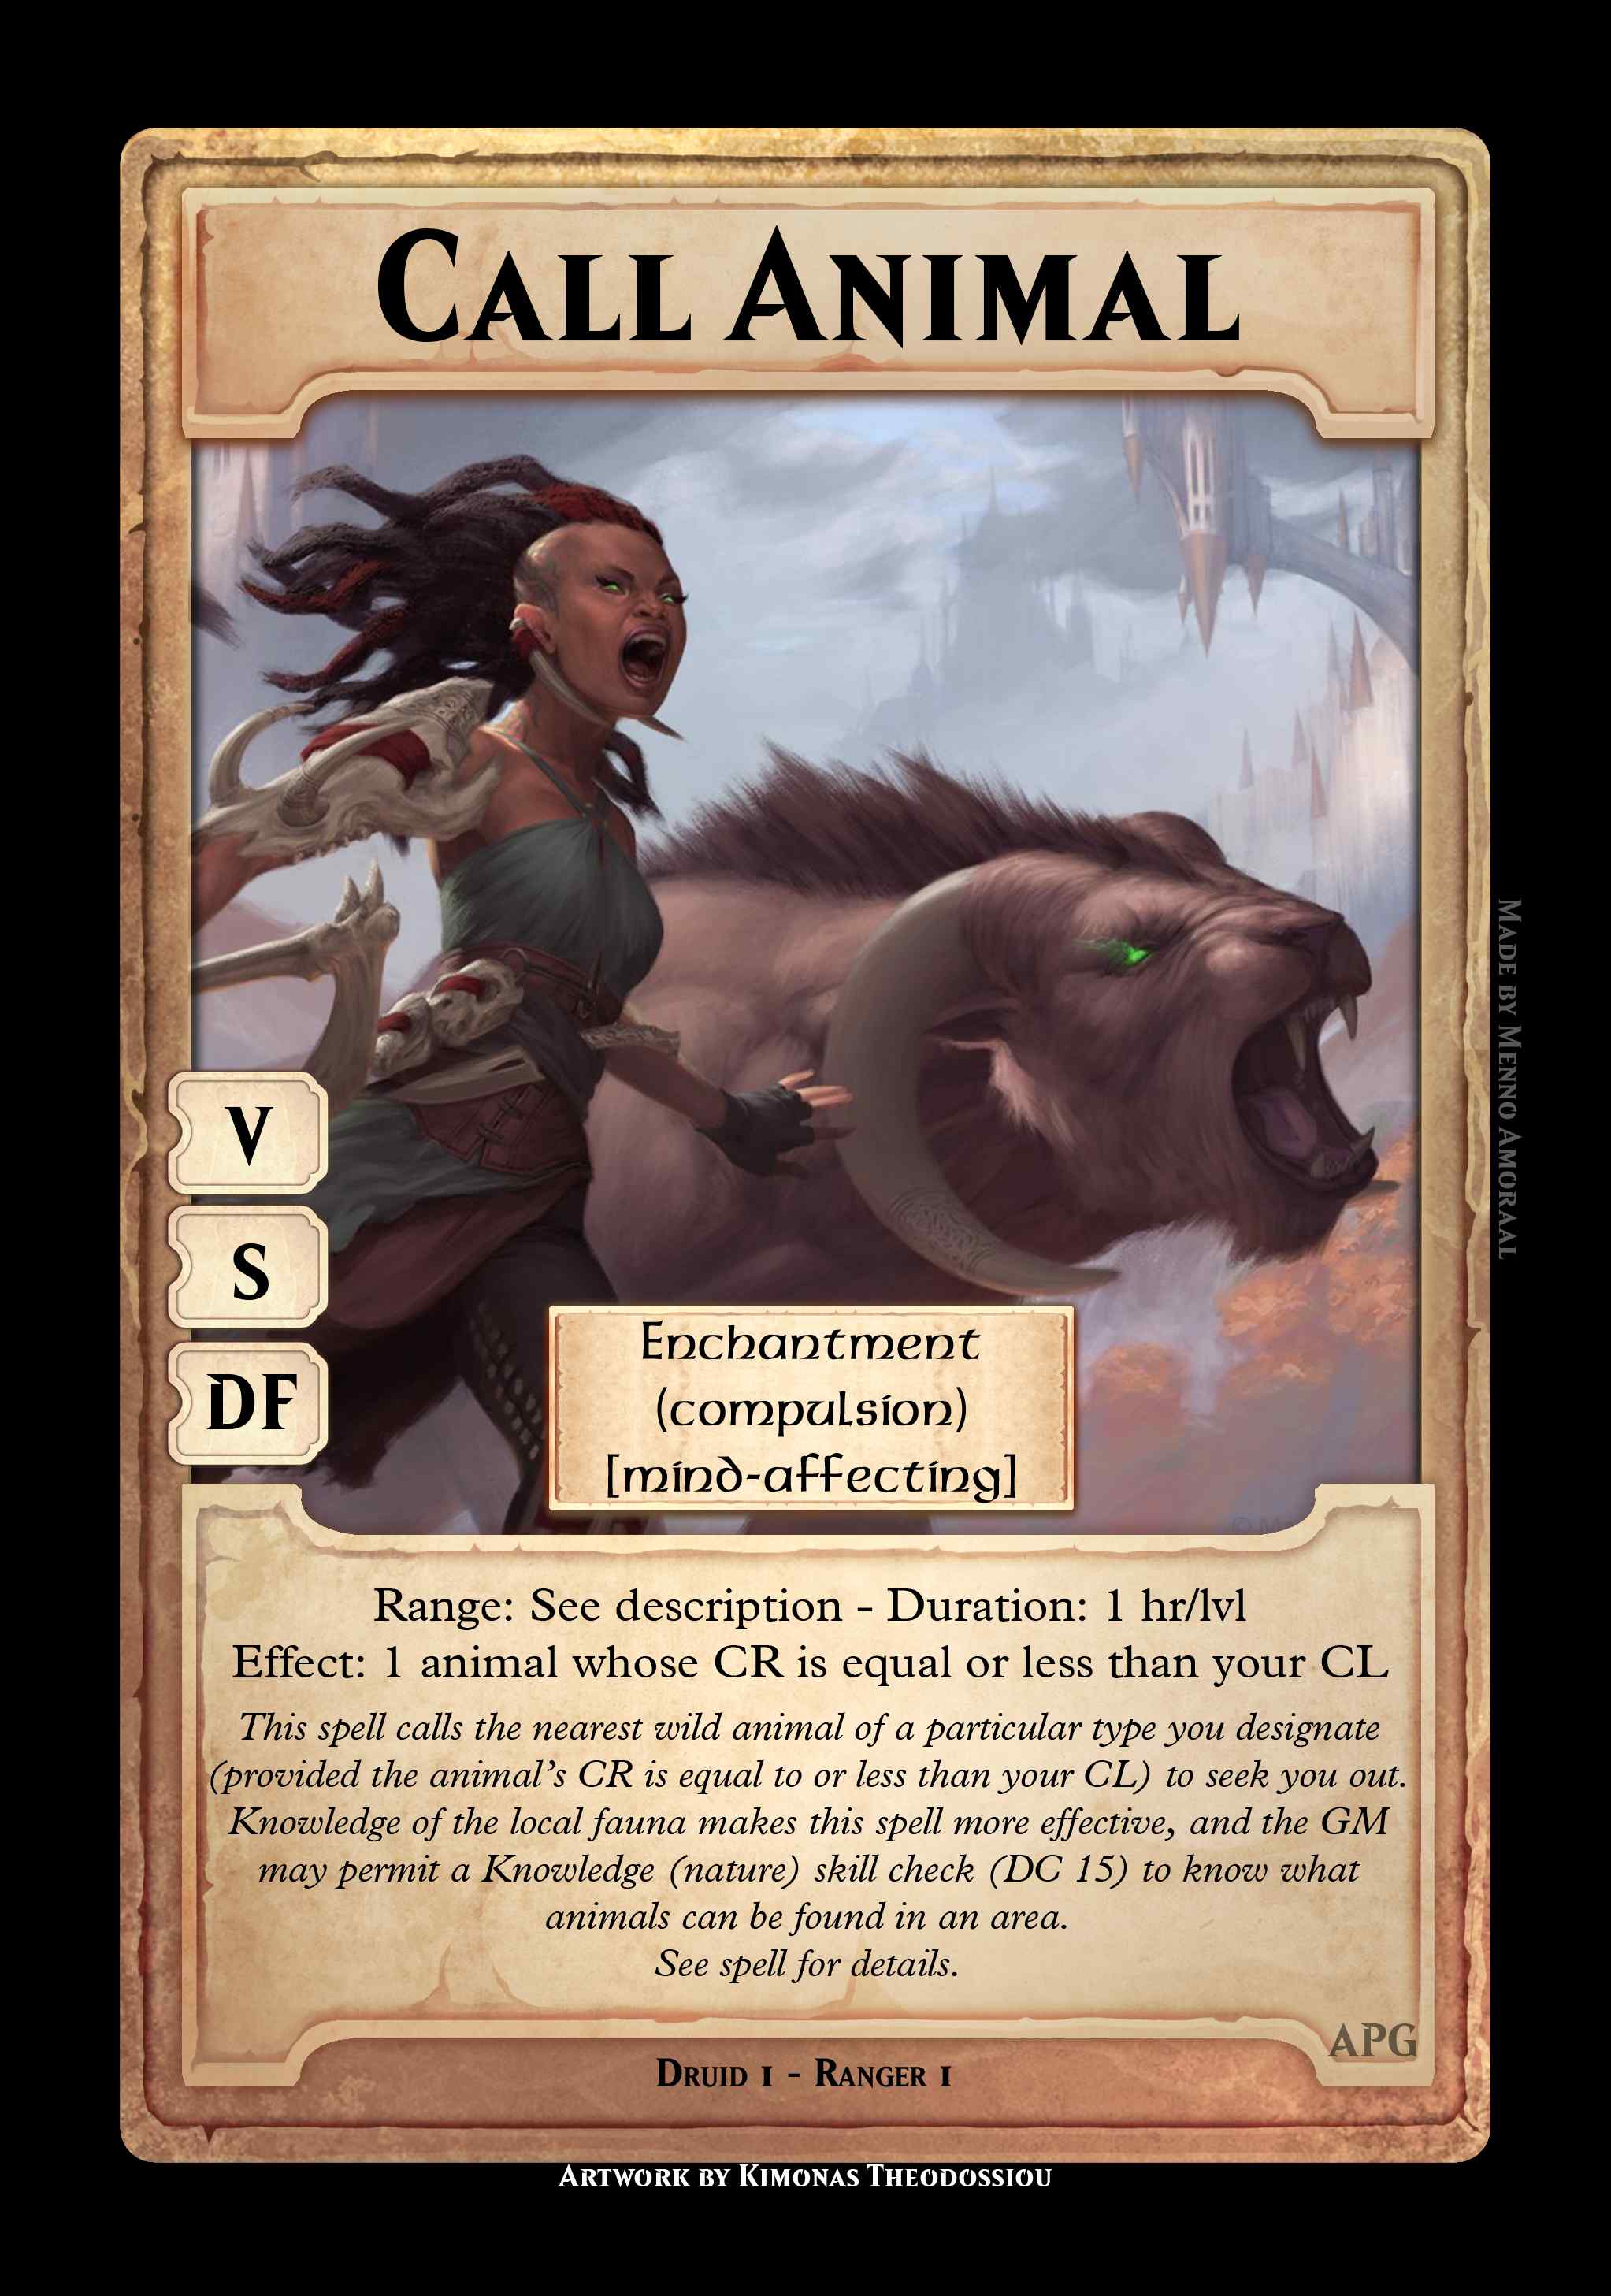 Call Animal
V
S
DF
Enchantment
(compulsion)
[mind-affecting]
Range: See description - Duration: 1 hr/lvl
Effect: 1 animal whose CR is equal or less than your CL
This spell calls the nearest wild animal of a particular type you designate
(provided the animal’s CR is equal to or less than your CL) to seek you out.
Knowledge of the local fauna makes this spell more effective, and the GM
may permit a Knowledge (nature) skill check (DC 15) to know what
animals can be found in an area.
See spell for details.
APG
Druid 1 - Ranger 1
Artwork by Kimonas Theodossiou
Made by Menno Amoraal